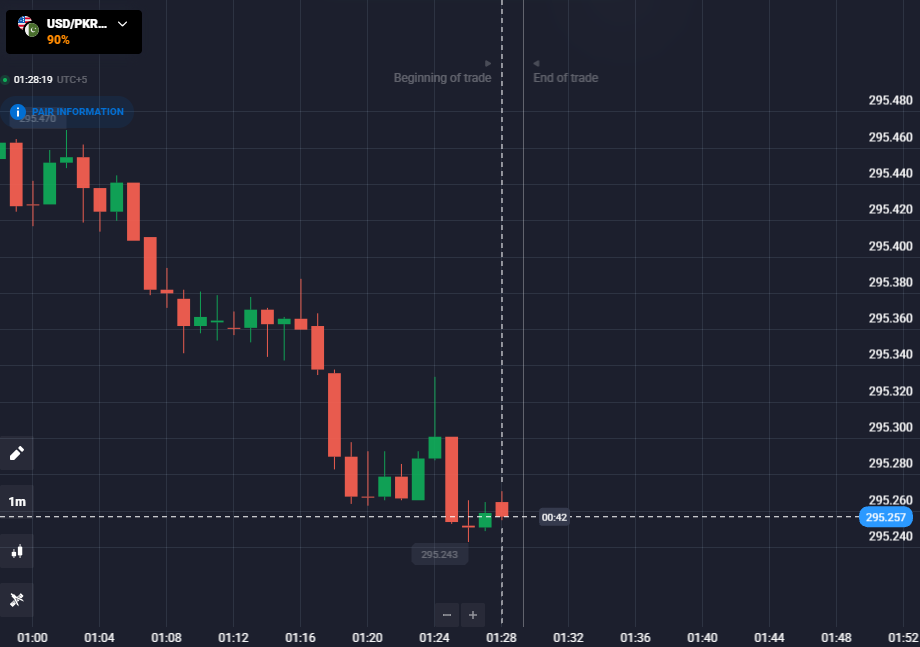 USD/PKR...
90%
01:28:19 UTC+5
Beginning of trade
End of trade
i PAIR INFORMATION
295.470
295.480
295.460
295.440
295.420
295.400
295.380
295.360
295.340
295.320
295.300
295.280
295.260
295.240
1m
00:42
295.257
295.243
− +
01:00 01:04 01:08 01:12 01:16 01:20 01:24 01:28 01:32 01:36 01:40 01:44 01:48 01:52